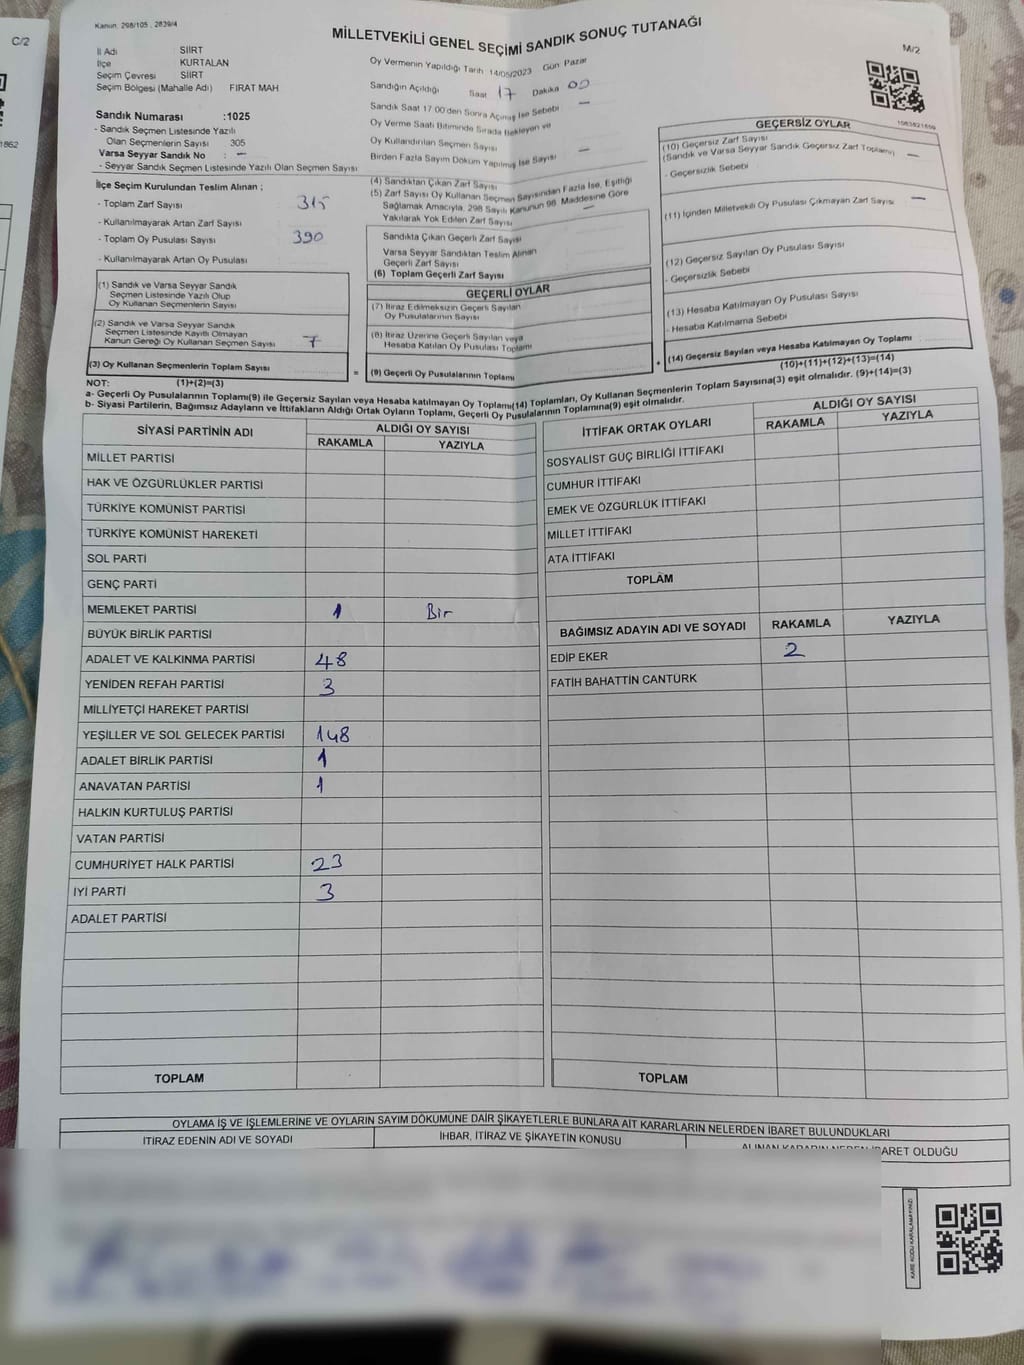 Kanun. 298/105 , 2839/4
MİLLETVEKİLİ GENEL SEÇİMİ SANDIK SONUÇ TUTANAĞI
C/2
M/2
1862
İl Adı SİİRT
İlçe KURTALAN
Seçim Çevresi SİİRT
Seçim Bölgesi (Mahalle Adı) FIRAT MAH
Sandık Numarası :1025
- Sandık Seçmen Listesinde Yazılı
Olan Seçmenlerin Sayısı 305
Varsa Seyyar Sandık No : -
- Seyyar Sandık Seçmen Listesinde Yazılı Olan Seçmen Sayısı
İlçe Seçim Kurulundan Teslim Alınan ;
- Toplam Zarf Sayısı 315
- Kullanılmayarak Artan Zarf Sayısı
- Toplam Oy Pusulası Sayısı 390
- Kullanılmayarak Artan Oy Pusulası
(1) Sandık ve Varsa Seyyar Sandık
Seçmen Listesinde Yazılı Olup
Oy Kullanan Seçmenlerin Sayısı
(2) Sandık ve Varsa Seyyar Sandık
Seçmen Listesinde Kayıtlı Olmayan
Kanun Gereği Oy Kullanan Seçmen Sayısı 7
(3) Oy Kullanan Seçmenlerin Toplam Sayısı
Oy Vermenin Yapıldığı Tarih 14/05/2023 Gün Pazar
Sandığın Açıldığı Saat 17 Dakika 00
Sandık Saat 17.00'den Sonra Açılmış İse Sebebi -
Oy Verme Saati Bitiminde Sırada Bekleyen ve
Oy Kullandırılan Seçmen Sayısı
Birden Fazla Sayım Döküm Yapılmış İse Sayısı -
(4) Sandıktan Çıkan Zarf Sayısı
(5) Zarf Sayısı Oy Kullanan Seçmen Sayısından Fazla İse, Eşitliği
Sağlamak Amacıyla, 298 Sayılı Kanunun 98. Maddesine Göre
Yakılarak Yok Edilen Zarf Sayısı -
Sandıkta Çıkan Geçerli Zarf Sayısı
Varsa Seyyar Sandıktan Teslim Alınan
Geçerli Zarf Sayısı
(6) Toplam Geçerli Zarf Sayısı
GEÇERLİ OYLAR
(7) İtiraz Edilmeksizin Geçerli Sayılan
Oy Pusulalarının Sayısı
(8) İtiraz Üzerine Geçerli Sayılan veya
Hesaba Katılan Oy Pusulası Toplamı
= (9) Geçerli Oy Pusulalarının Toplamı
GEÇERSİZ OYLAR
(10) Geçersiz Zarf Sayısı
(Sandık ve Varsa Seyyar Sandık Geçersiz Zarf Toplamı) -
- Geçersizlik Sebebi
(11) İçinden Milletvekili Oy Pusulası Çıkmayan Zarf Sayısı -
(12) Geçersiz Sayılan Oy Pusulası Sayısı
- Geçersizlik Sebebi
(13) Hesaba Katılmayan Oy Pusulası Sayısı
- Hesaba Katılmama Sebebi
+ (14) Geçersiz Sayılan veya Hesaba Katılmayan Oy Toplamı
NOT: (1)+(2)=(3) (10)+(11)+(12)+(13)=(14)
a- Geçerli Oy Pusulalarının Toplamı(9) ile Geçersiz Sayılan veya Hesaba katılmayan Oy Toplamı(14) Toplamları, Oy Kullanan Seçmenlerin Toplam Sayısına(3) eşit olmalıdır. (9)+(14)=(3)
b- Siyasi Partilerin, Bağımsız Adayların ve İttifakların Aldığı Ortak Oyların Toplamı, Geçerli Oy Pusulalarının Toplamına(9) eşit olmalıdır.
SİYASİ PARTİNİN ADI ALDIĞI OY SAYISI
RAKAMLA YAZIYLA
MİLLET PARTİSİ
HAK VE ÖZGÜRLÜKLER PARTİSİ
TÜRKİYE KOMÜNİST PARTİSİ
TÜRKİYE KOMÜNİST HAREKETİ
SOL PARTİ
GENÇ PARTİ
MEMLEKET PARTİSİ 1 Bir
BÜYÜK BİRLİK PARTİSİ
ADALET VE KALKINMA PARTİSİ 48
YENİDEN REFAH PARTİSİ 3
MİLLİYETÇİ HAREKET PARTİSİ
YEŞİLLER VE SOL GELECEK PARTİSİ 148
ADALET BİRLİK PARTİSİ 1
ANAVATAN PARTİSİ 1
HALKIN KURTULUŞ PARTİSİ
VATAN PARTİSİ
CUMHURİYET HALK PARTİSİ 23
İYİ PARTİ 3
ADALET PARTİSİ
TOPLAM
İTTİFAK ORTAK OYLARI ALDIĞI OY SAYISI
RAKAMLA YAZIYLA
SOSYALİST GÜÇ BİRLİĞİ İTTİFAKI
CUMHUR İTTİFAKI
EMEK VE ÖZGÜRLÜK İTTİFAKI
MİLLET İTTİFAKI
ATA İTTİFAKI
TOPLAM
BAĞIMSIZ ADAYIN ADI VE SOYADI RAKAMLA YAZIYLA
EDİP EKER 2
FATİH BAHATTİN CANTÜRK
TOPLAM
OYLAMA İŞ VE İŞLEMLERİNE VE OYLARIN SAYIM DÖKÜMÜNE DAİR ŞİKAYETLERLE BUNLARA AİT KARARLARIN NELERDEN İBARET BULUNDUKLARI
İTİRAZ EDENİN ADI VE SOYADI İHBAR, İTİRAZ VE ŞİKAYETİN KONUSU ALINAN KARARIN NEDEN İBARET OLDUĞU
KARE KODU KARALAMAYINIZ!